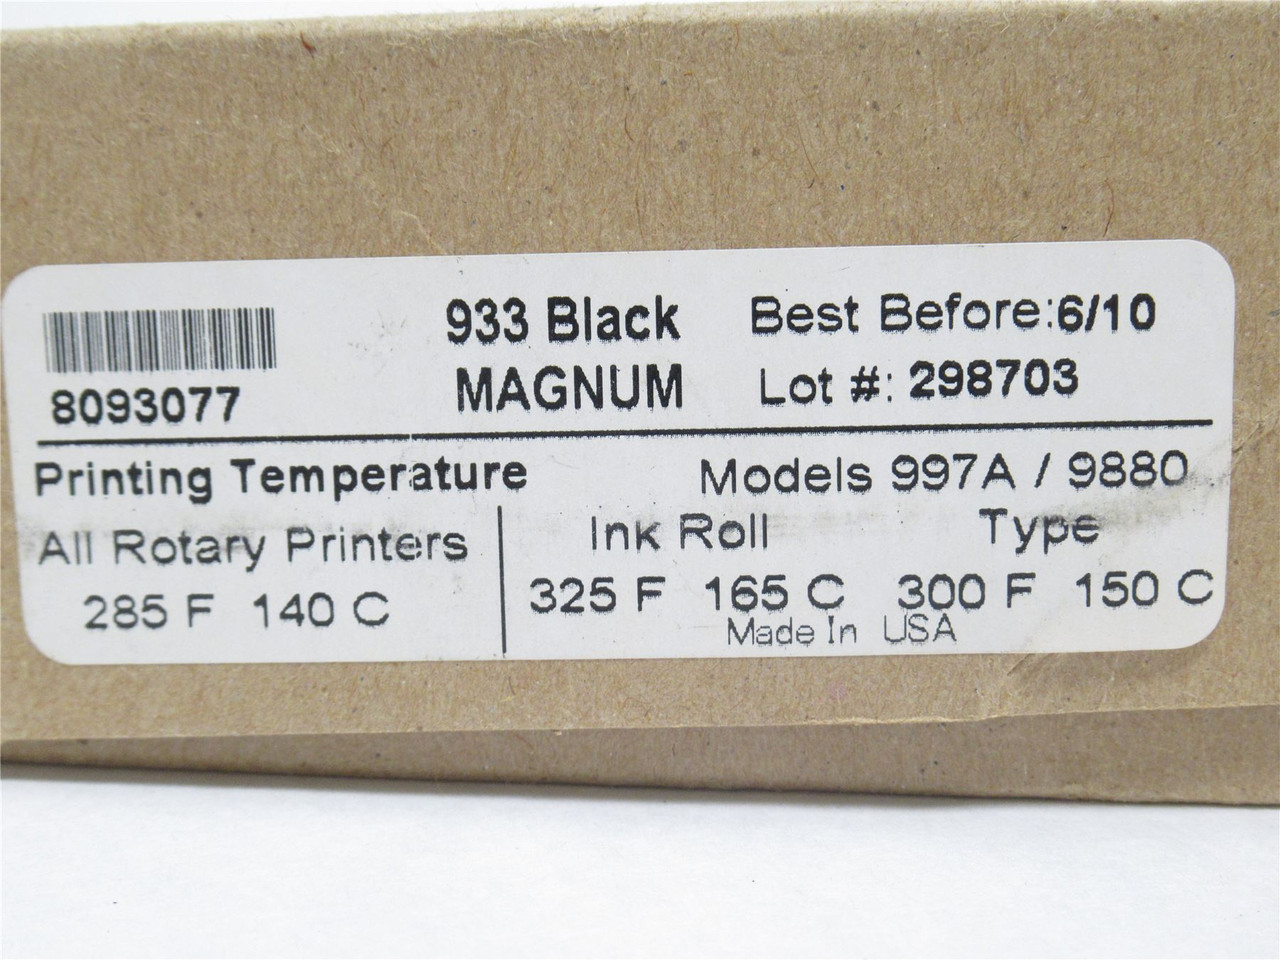 933 Black Best Before:6/10
8093077 MAGNUM Lot #: 298703
Printing Temperature Models 997A / 9880
All Rotary Printers Ink Roll Type
285 F 140 C 325 F 165 C 300 F 150 C
Made In USA